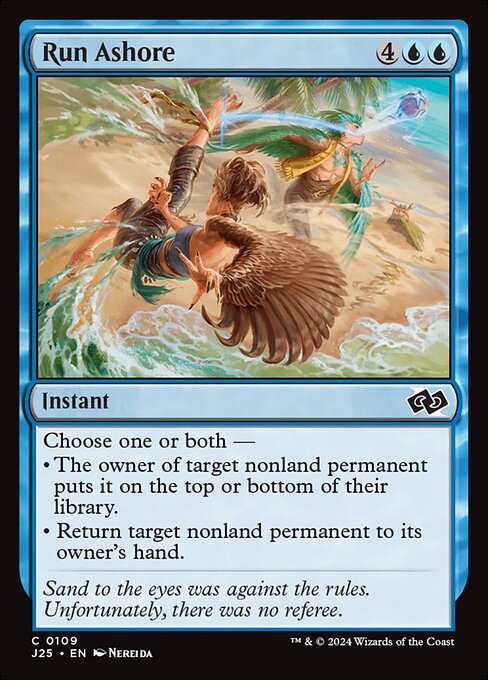 Run Ashore 4
Instant
Choose one or both —
• The owner of target nonland permanent
puts it on the top or bottom of their
library.
• Return target nonland permanent to its
owner's hand.
Sand to the eyes was against the rules.
Unfortunately, there was no referee.
C 0109
J25 • EN NEREIDA
™ & © 2024 Wizards of the Coast